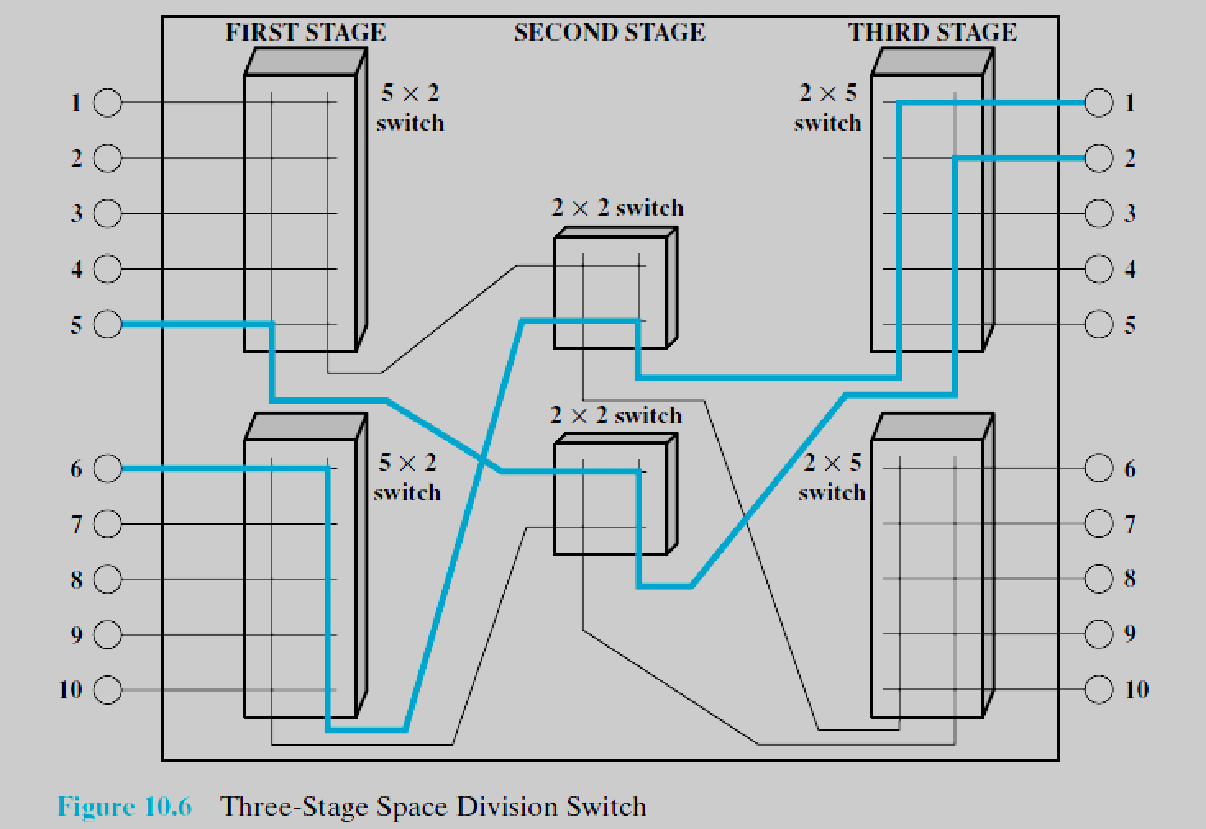 FIRST STAGE
SECOND STAGE
THIRD STAGE
5 × 2
switch
2 × 5
switch
1
2
3
4
5
1
2
3
4
5
2 × 2 switch
2 × 2 switch
5 × 2
switch
2 × 5
switch
6
7
8
9
10
6
7
8
9
10
Figure 10.6 Three-Stage Space Division Switch